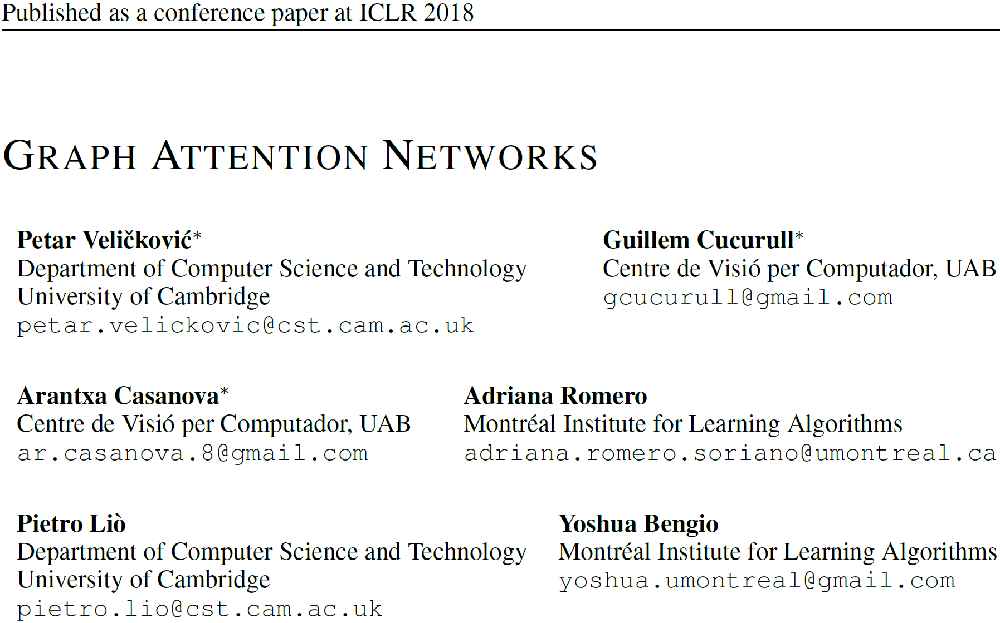 Published as a conference paper at ICLR 2018
GRAPH ATTENTION NETWORKS
Petar Veličković*
Department of Computer Science and Technology
University of Cambridge
petar.velickovic@cst.cam.ac.uk
Guillem Cucurull*
Centre de Visió per Computador, UAB
gcucurull@gmail.com
Arantxa Casanova*
Centre de Visió per Computador, UAB
ar.casanova.8@gmail.com
Adriana Romero
Montréal Institute for Learning Algorithms
adriana.romero.soriano@umontreal.ca
Pietro Liò
Department of Computer Science and Technology
University of Cambridge
pietro.lio@cst.cam.ac.uk
Yoshua Bengio
Montréal Institute for Learning Algorithms
yoshua.umontreal@gmail.com